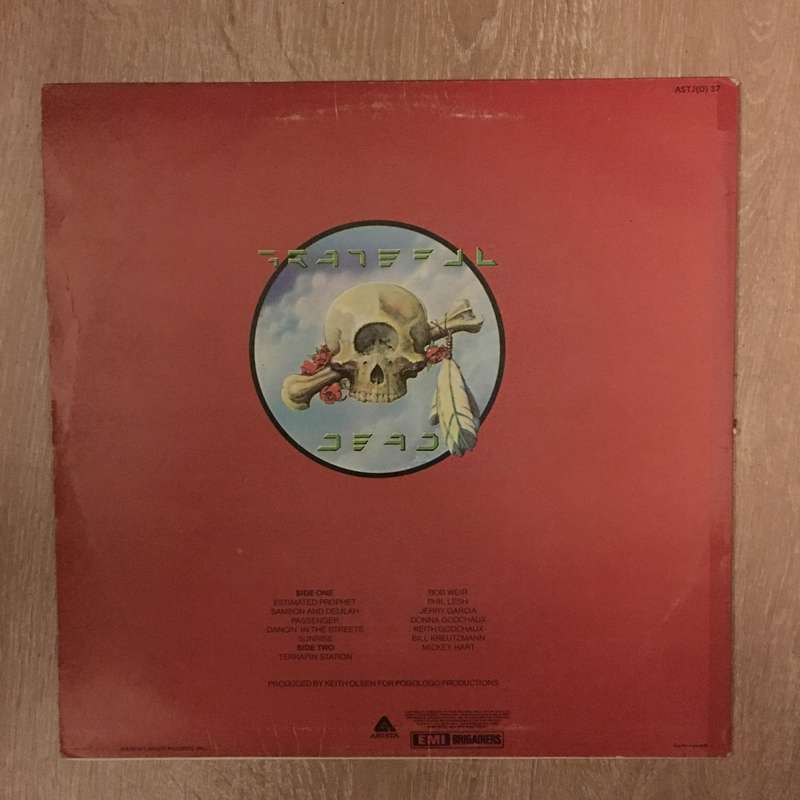 ASTJ(D) 37
GRATEFUL
DEAD
SIDE ONE
ESTIMATED PROPHET
SAMSON AND DELILAH
PASSENGER
DANCIN' IN THE STREETS
SUNRISE
SIDE TWO
TERRAPIN STATION
BOB WEIR
PHIL LESH
JERRY GARCIA
DONNA GODCHAUX
KEITH GODCHAUX
BILL KREUTZMANN
MICKEY HART
PRODUCED BY KEITH OLSEN FOR POGOLOGO PRODUCTIONS
ARISTA
EMI BRIGADIERS